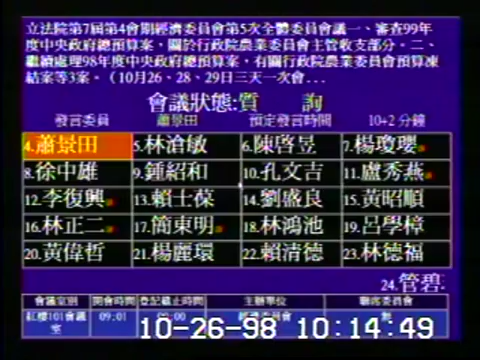 立法院第7屆第4會期經濟委員會第5次全體委員會議一、審查99年
度中央政府總預算案，關於行政院農業委員會主管收支部分。二、
繼續處理98年度中央政府總預算案，有關行政院農業委員會預算凍
結案等3案。（10月26、28、29日三天一次會...
會議狀態:質 詢
發言委員 蕭景田 預定發言時間 10+2 分鐘
4.蕭景田 5.林滄敏 6.陳啓昱 7.楊瓊瓔
8.徐中雄 9.鍾紹和 10.孔文吉 11.盧秀燕
12.李復興 13.賴士葆 14.劉盛良 15.黃昭順
16.林正二 17.簡東明 18.林鴻池 19.呂學樟
20.黃偉哲 21.楊麗環 22.賴清德 23.林德福
24.管碧
會議室別 開會時間 登記截止時間 主辦單位 聯席委員會
紅樓101會議室 09:01 經濟委員會 無
10-26-98 10:14:49